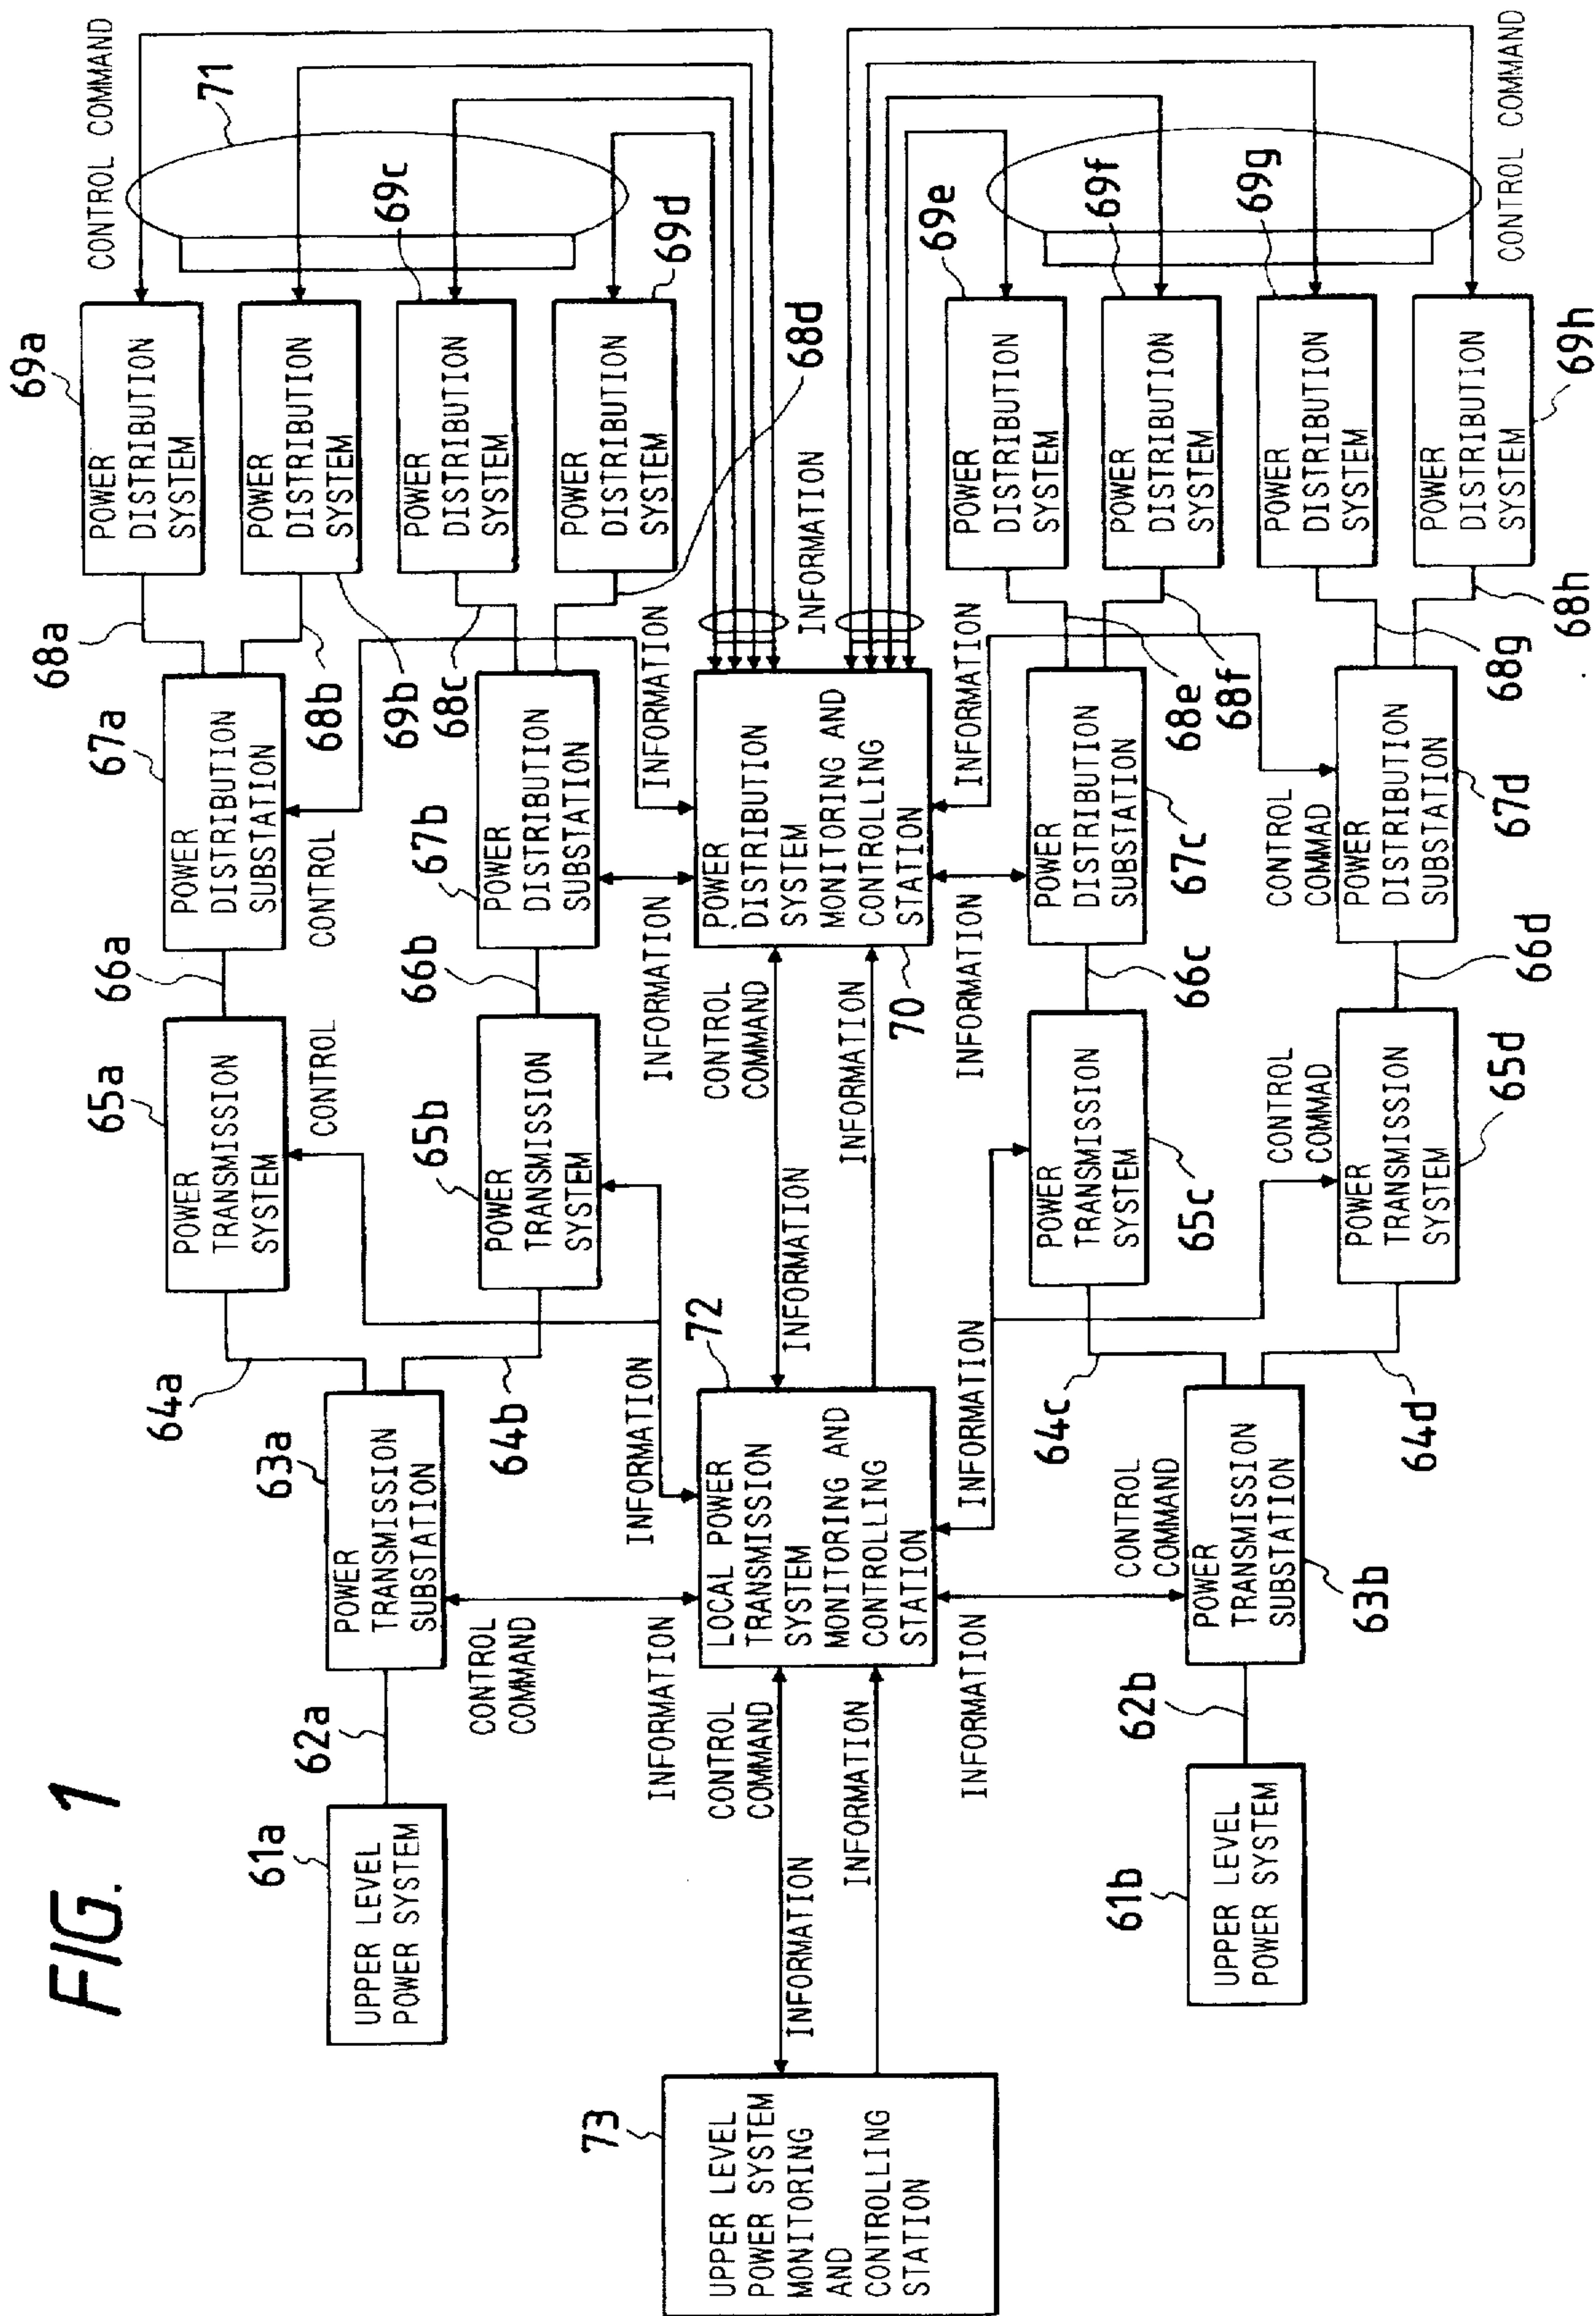 FIG. 1
61a
UPPER LEVEL
POWER SYSTEM
62a
63a
POWER
TRANSMISSION
SUBSTATION
CONTROL
COMMAND
64a
64b
65a
POWER
TRANSMISSION
SYSTEM
CONTROL
65b
POWER
TRANSMISSION
SYSTEM
66a
66b
67a
POWER
DISTRIBUTION
SUBSTATION
CONTROL
67b
POWER
DISTRIBUTION
SUBSTATION
68a
68b
69b
68c
68d
69a
POWER
DISTRIBUTION
SYSTEM
POWER
DISTRIBUTION
SYSTEM
69c
POWER
DISTRIBUTION
SYSTEM
69d
POWER
DISTRIBUTION
SYSTEM
CONTROL COMMAND
71
73
UPPER LEVEL
POWER SYSTEM
MONITORING
AND
CONTROLLING
STATION
INFORMATION
CONTROL
COMMAND
INFORMATION
INFORMATION
INFORMATION
72
LOCAL POWER
TRANSMISSION
SYSTEM
MONITORING AND
CONTROLLING
STATION
INFORMATION
INFORMATION
INFORMATION
CONTROL
COMMAND
INFORMATION
INFORMATION
INFORMATION
70
POWER
DISTRIBUTION
SYSTEM
MONITORING AND
CONTROLLING
STATION
INFORMATION
INFORMATION
INFORMATION
61b
UPPER LEVEL
POWER SYSTEM
62b
CONTROL
COMMAND
63b
POWER
TRANSMISSION
SUBSTATION
64c
64d
65c
POWER
TRANSMISSION
SYSTEM
CONTROL
COMMAD
65d
POWER
TRANSMISSION
SYSTEM
66c
66d
67c
POWER
DISTRIBUTION
SUBSTATION
CONTROL
COMMAD
67d
POWER
DISTRIBUTION
SUBSTATION
68e
68f
68g
68h
69e
POWER
DISTRIBUTION
SYSTEM
69f
POWER
DISTRIBUTION
SYSTEM
69g
POWER
DISTRIBUTION
SYSTEM
69h
POWER
DISTRIBUTION
SYSTEM
CONTROL COMMAND